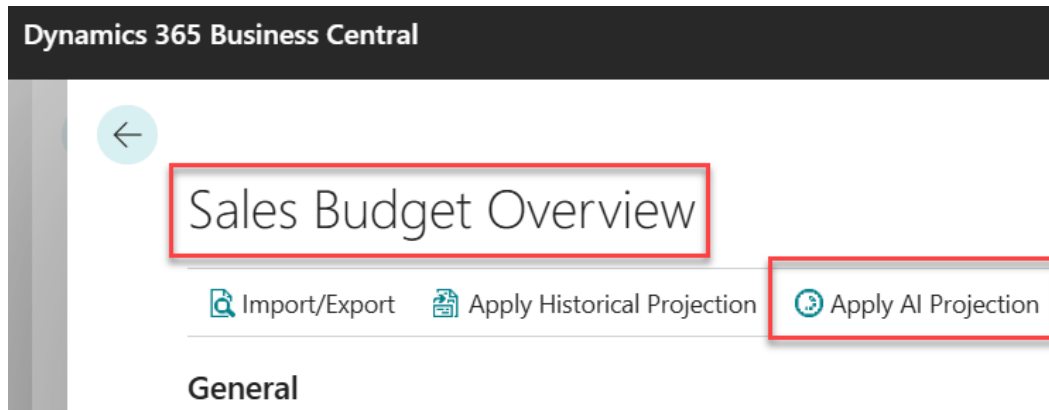 Dynamics 365 Business Central
Sales Budget Overview
Import/Export Apply Historical Projection Apply AI Projection
General